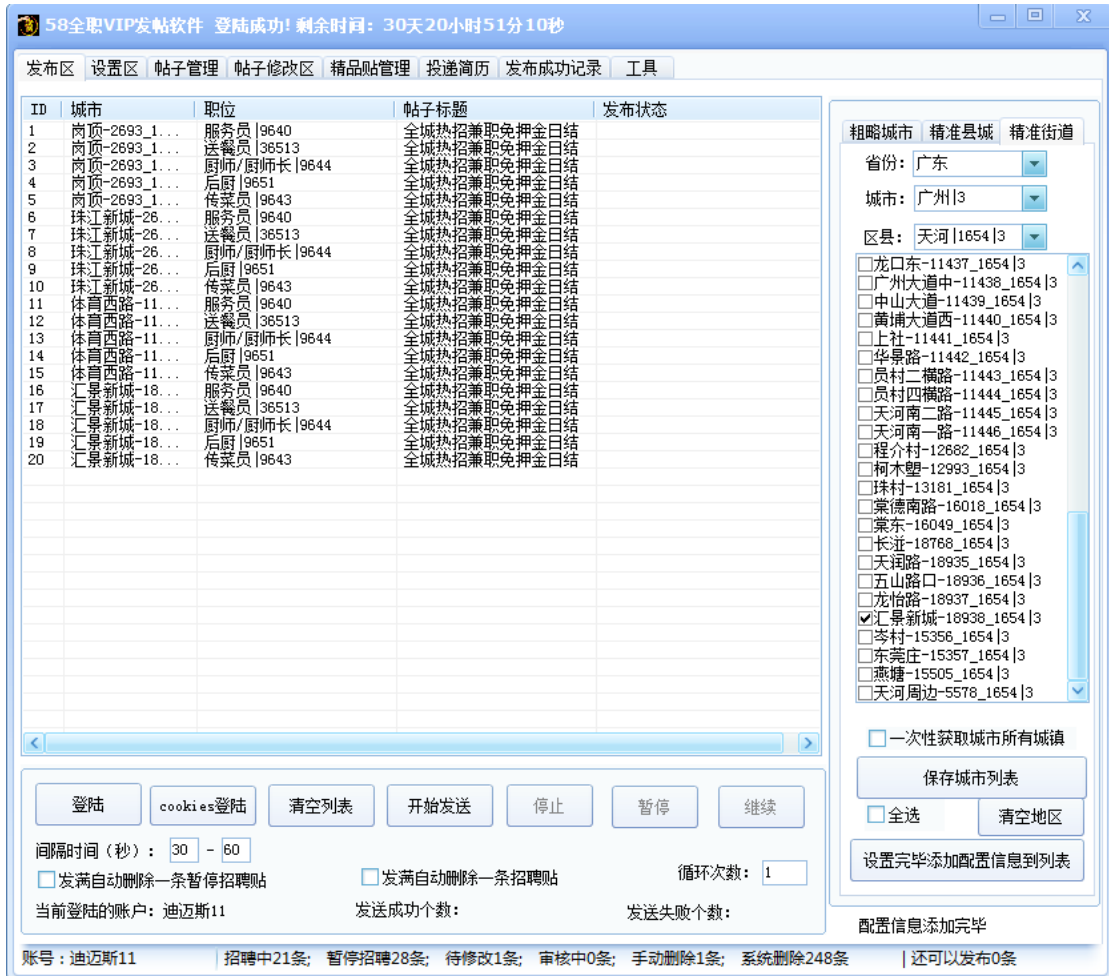 58全职VIP发帖软件 登陆成功! 剩余时间: 30天20小时51分10秒
发布区 设置区 帖子管理 帖子修改区 精品贴管理 投递简历 发布成功记录 工具
ID 城市 职位 帖子标题 发布状态
1 岗顶-2693_1... 服务员|9640 全城热招兼职免押金日结
2 岗顶-2693_1... 送餐员|36513 全城热招兼职免押金日结
3 岗顶-2693_1... 厨师/厨师长|9644 全城热招兼职免押金日结
4 岗顶-2693_1... 后厨|9651 全城热招兼职免押金日结
5 岗顶-2693_1... 传菜员|9643 全城热招兼职免押金日结
6 珠江新城-26... 服务员|9640 全城热招兼职免押金日结
7 珠江新城-26... 送餐员|36513 全城热招兼职免押金日结
8 珠江新城-26... 厨师/厨师长|9644 全城热招兼职免押金日结
9 珠江新城-26... 后厨|9651 全城热招兼职免押金日结
10 珠江新城-26... 传菜员|9643 全城热招兼职免押金日结
11 体育西路-11... 服务员|9640 全城热招兼职免押金日结
12 体育西路-11... 送餐员|36513 全城热招兼职免押金日结
13 体育西路-11... 厨师/厨师长|9644 全城热招兼职免押金日结
14 体育西路-11... 后厨|9651 全城热招兼职免押金日结
15 体育西路-11... 传菜员|9643 全城热招兼职免押金日结
16 汇景新城-18... 服务员|9640 全城热招兼职免押金日结
17 汇景新城-18... 送餐员|36513 全城热招兼职免押金日结
18 汇景新城-18... 厨师/厨师长|9644 全城热招兼职免押金日结
19 汇景新城-18... 后厨|9651 全城热招兼职免押金日结
20 汇景新城-18... 传菜员|9643 全城热招兼职免押金日结
粗略城市 精准县城 精准街道
省份: 广东
城市: 广州|3
区县: 天河|1654|3
龙口东-11437_1654|3
广州大道中-11438_1654|3
中山大道-11439_1654|3
黄埔大道西-11440_1654|3
上社-11441_1654|3
华景路-11442_1654|3
员村二横路-11443_1654|3
员村四横路-11444_1654|3
天河南二路-11445_1654|3
天河南一路-11446_1654|3
程介村-12682_1654|3
柯木塱-12993_1654|3
珠村-13181_1654|3
棠德南路-16018_1654|3
棠东-16049_1654|3
长湴-18768_1654|3
天润路-18935_1654|3
五山路口-18936_1654|3
龙怡路-18937_1654|3
汇景新城-18938_1654|3
岑村-15356_1654|3
东莞庄-15357_1654|3
燕塘-15505_1654|3
天河周边-5578_1654|3
一次性获取城市所有城镇
保存城市列表
全选 清空地区
设置完毕添加配置信息到列表
配置信息添加完毕
登陆 cookies登陆 清空列表 开始发送 停止 暂停 继续
间隔时间（秒）: 30 - 60
发满自动删除一条暂停招聘贴 发满自动删除一条招聘贴 循环次数: 1
当前登陆的账户: 迪迈斯11 发送成功个数: 发送失败个数:
账号:迪迈斯11 招聘中21条; 暂停招聘28条; 待修改1条; 审核中0条; 手动删除1条; 系统删除248条 |还可以发布0条